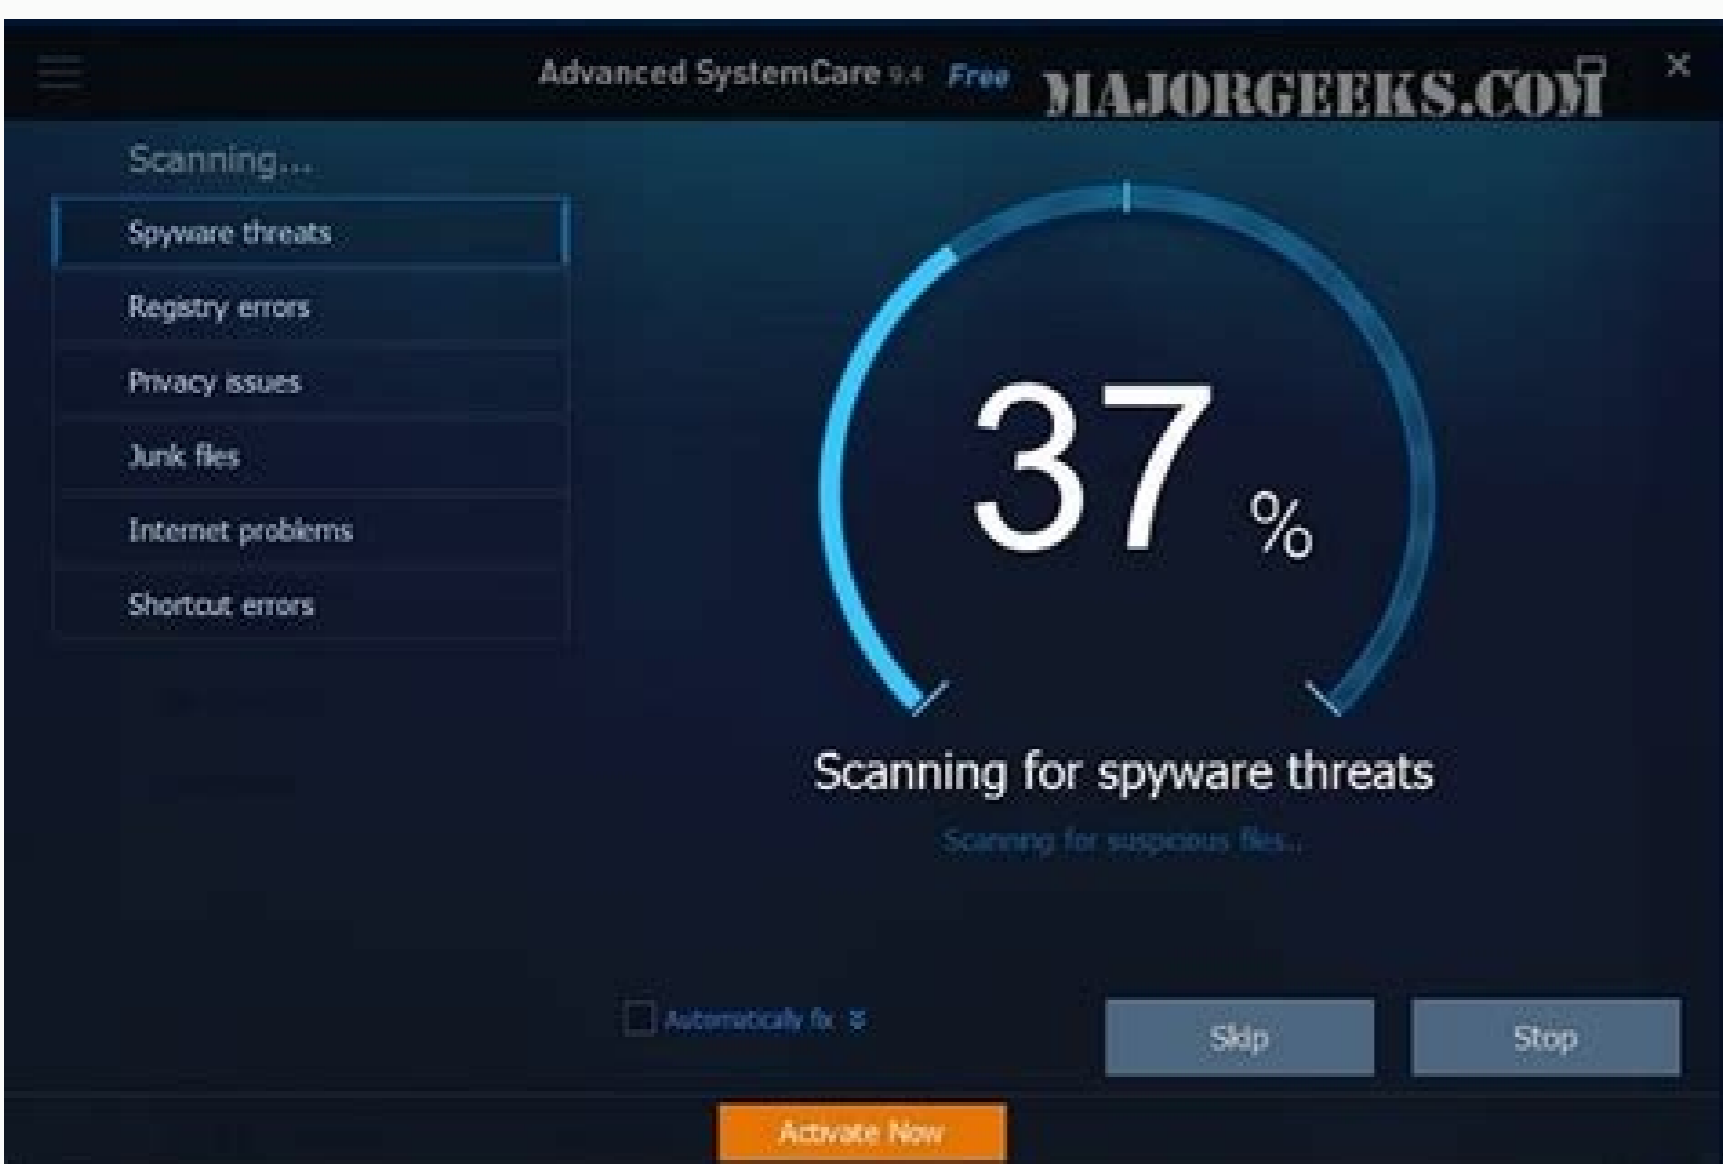 Advanced SystemCare 9.4 Free
MAJORGEEKS.COM
Scanning...
Spyware threats
Registry errors
Privacy issues
Junk files
Internet problems
Shortcut errors
37 %
Scanning for spyware threats
Scanning for suspicious files..
Automatically fix
Skip
Stop
Activate Now